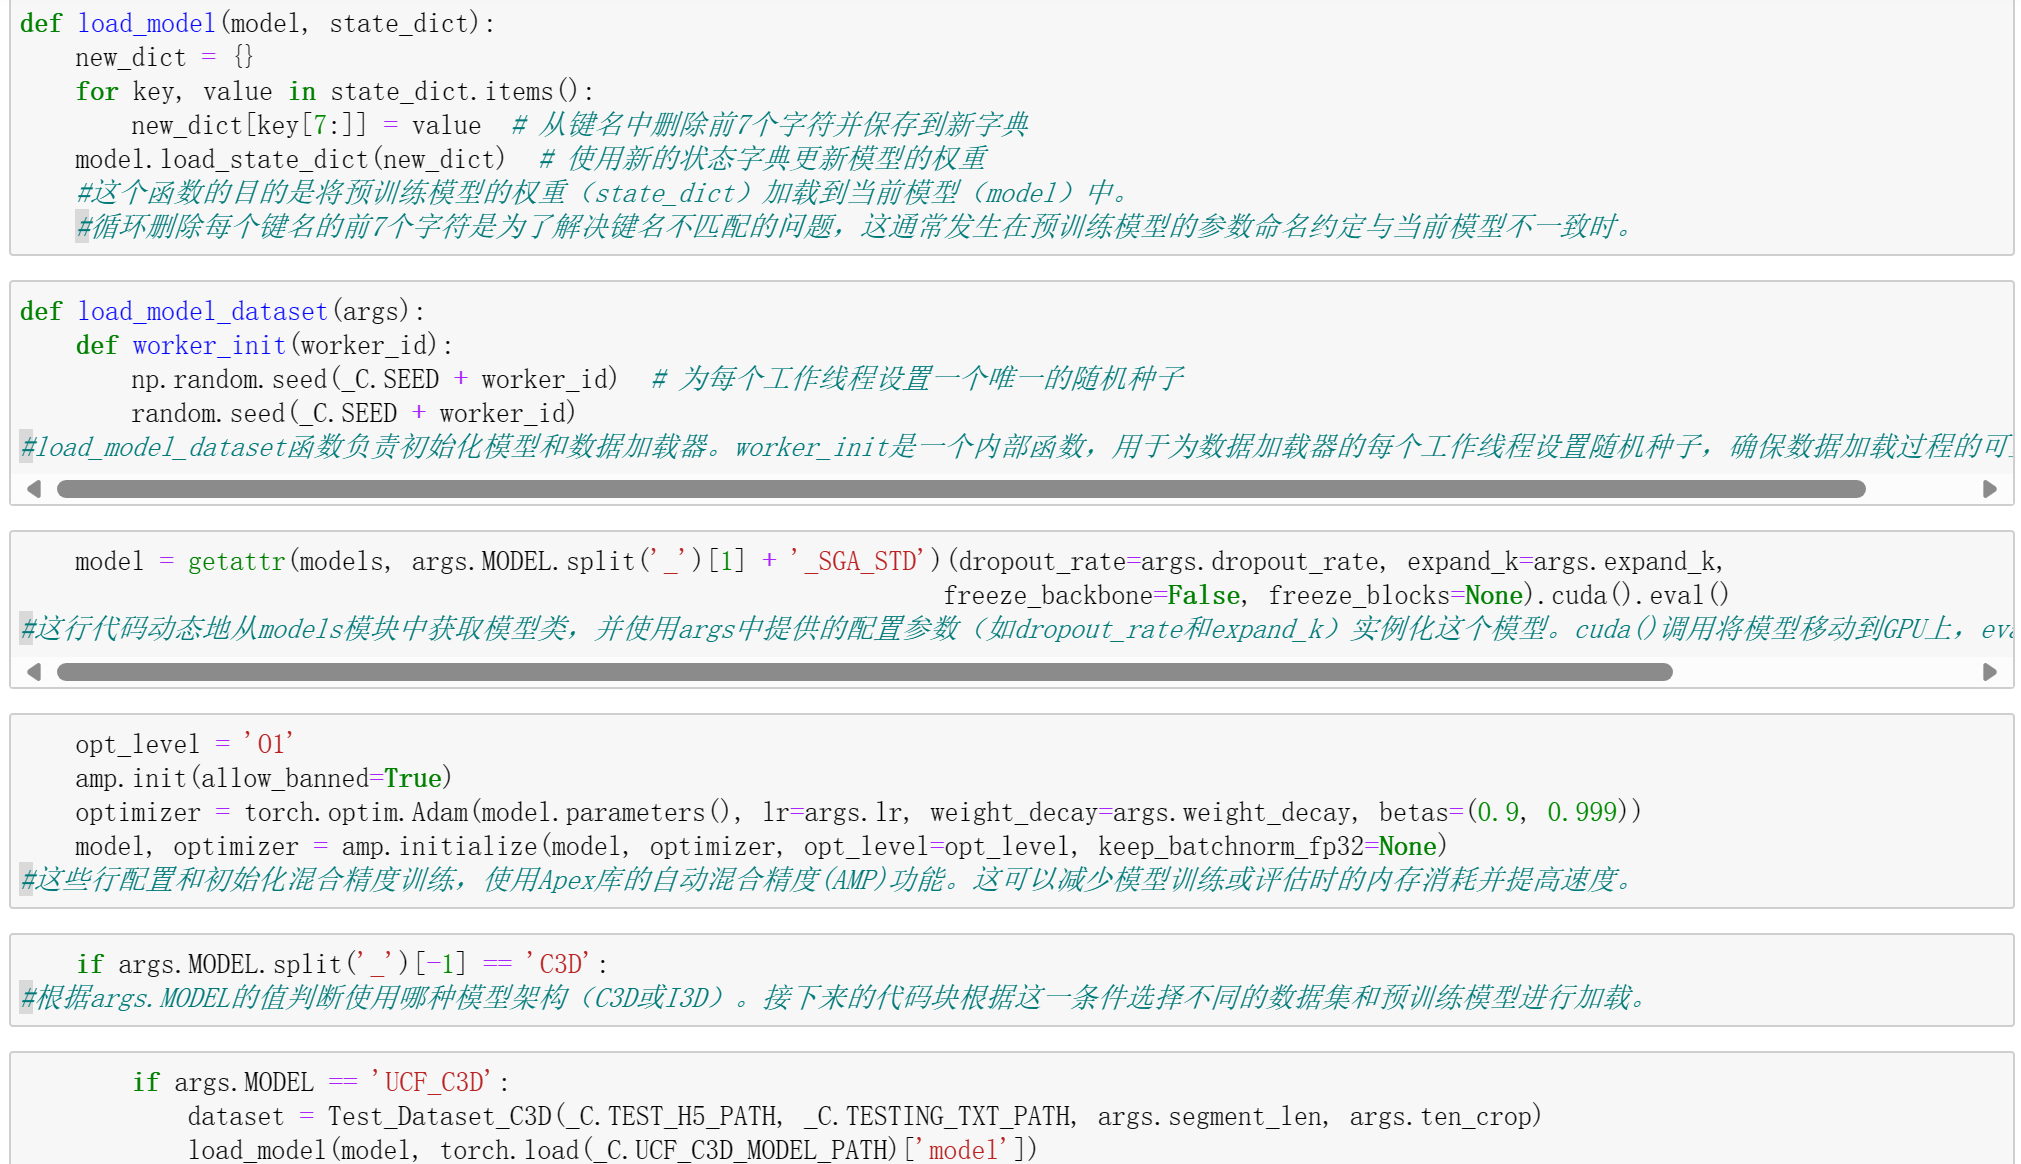 def load_model(model, state_dict):
    new_dict = {}
    for key, value in state_dict.items():
        new_dict[key[7:]] = value  # 从键名中删除前7个字符并保存到新字典
    model.load_state_dict(new_dict)  # 使用新的状态字典更新模型的权重
    #这个函数的目的是将预训练模型的权重（state_dict）加载到当前模型（model）中。
    #循环删除每个键名的前7个字符是为了解决键名不匹配的问题，这通常发生在预训练模型的参数命名约定与当前模型不一致时。
def load_model_dataset(args):
    def worker_init(worker_id):
        np.random.seed(_C.SEED + worker_id)  # 为每个工作线程设置一个唯一的随机种子
        random.seed(_C.SEED + worker_id)
#load_model_dataset函数负责初始化模型和数据加载器。worker_init是一个内部函数，用于为数据加载器的每个工作线程设置随机种子，确保数据加载过程的可
    model = getattr(models, args.MODEL.split('_')[1] + '_SGA_STD')(dropout_rate=args.dropout_rate, expand_k=args.expand_k,
                                                              freeze_backbone=False, freeze_blocks=None).cuda().eval()
#这行代码动态地从models模块中获取模型类，并使用args中提供的配置参数（如dropout_rate和expand_k）实例化这个模型。cuda()调用将模型移动到GPU上，
    opt_level = 'O1'
    amp.init(allow_banned=True)
    optimizer = torch.optim.Adam(model.parameters(), lr=args.lr, weight_decay=args.weight_decay, betas=(0.9, 0.999))
    model, optimizer = amp.initialize(model, optimizer, opt_level=opt_level, keep_batchnorm_fp32=None)
#这些行配置和初始化混合精度训练，使用Apex库的自动混合精度(AMP)功能。这可以减少模型训练或评估时的内存消耗并提高速度。
    if args.MODEL.split('_')[-1] == 'C3D':
#根据args.MODEL的值判断使用哪种模型架构（C3D或I3D）。接下来的代码块根据这一条件选择不同的数据集和预训练模型进行加载。
        if args.MODEL == 'UCF_C3D':
            dataset = Test_Dataset_C3D(_C.TEST_H5_PATH, _C.TESTING_TXT_PATH, args.segment_len, args.ten_crop)
            load_model(model, torch.load(_C.UCF_C3D_MODEL_PATH)['model'])